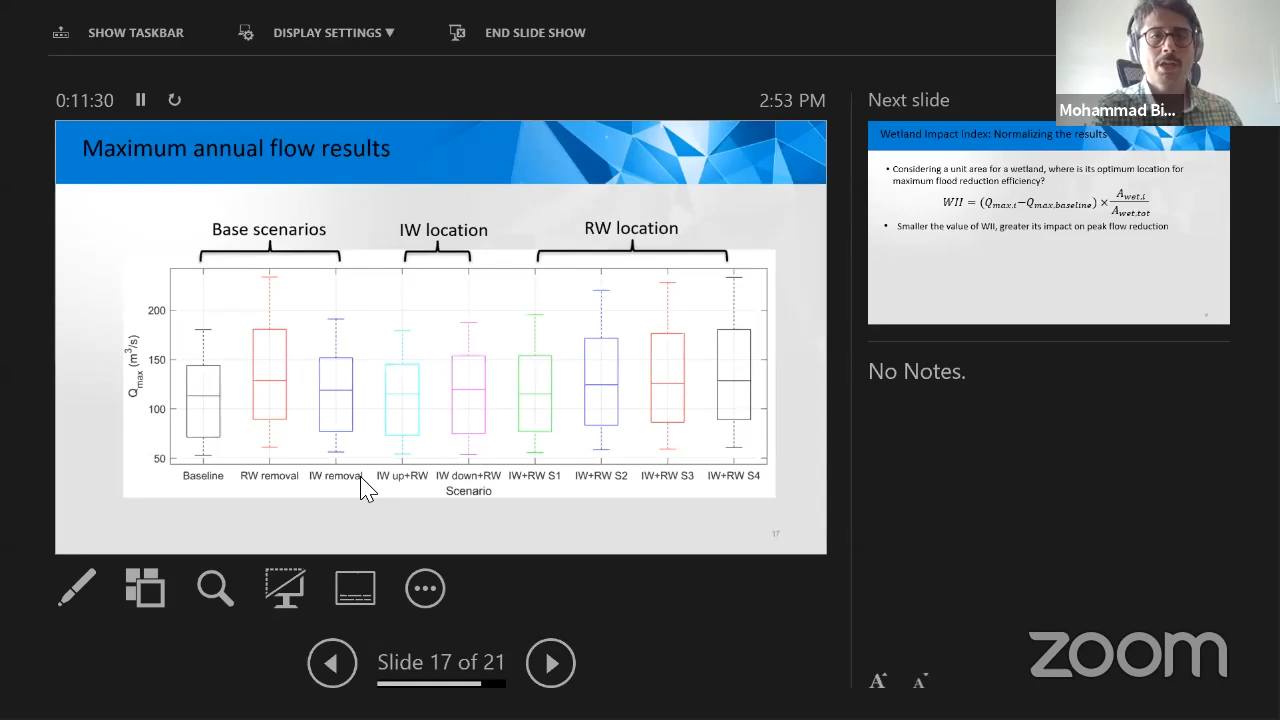 SHOW TASKBAR
DISPLAY SETTINGS ▼
END SLIDE SHOW
0:11:30
2:53 PM
Next slide
Mohammad Bi...
Maximum annual flow results
Base scenarios
IW location
RW location
200
150
100
50
Qmax (m³/s)
Baseline
RW removal
IW removal
IW up+RW
IW down+RW
IW+RW S1
IW+RW S2
IW+RW S3
IW+RW S4
Scenario
17
Wetland Impact Index: Normalizing the results
• Considering a unit area for a wetland, where is its optimum location for
maximum flood reduction efficiency?
WII = (Qmax,i−Qmax,baseline) × Awet,i / Awet,tot
• Smaller the value of WII, greater its impact on peak flow reduction
No Notes.
Slide 17 of 21
A A
zoom